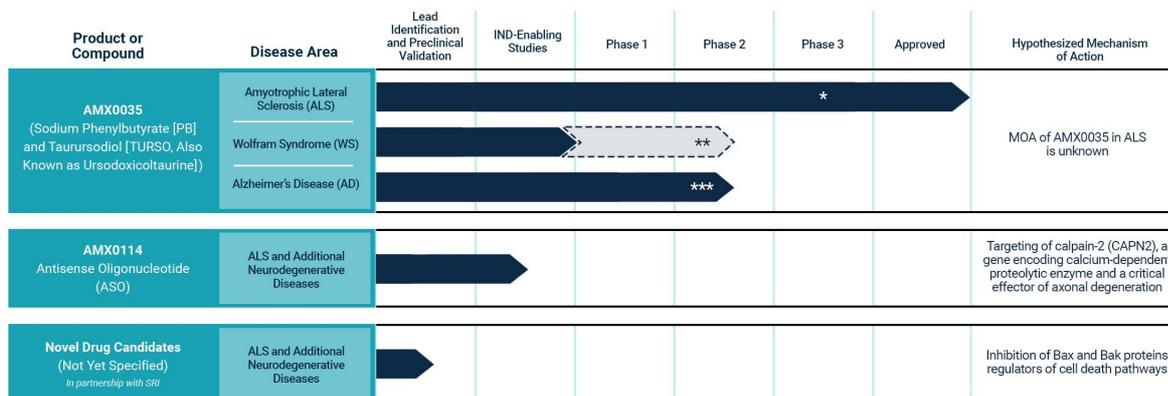 Product or
Compound
Disease Area
Lead
Identification
and Preclinical
Validation
IND-Enabling
Studies
Phase 1
Phase 2
Phase 3
Approved
Hypothesized Mechanism
of Action
AMX0035
(Sodium Phenylbutyrate [PB]
and Taurursodiol [TURSO, Also
Known as Ursodoxicoltaurine])
Amyotrophic Lateral
Sclerosis (ALS)
*
Wolfram Syndrome (WS)
**
Alzheimer's Disease (AD)
***
MOA of AMX0035 in ALS
is unknown
AMX0114
Antisense Oligonucleotide
(ASO)
ALS and Additional
Neurodegenerative
Diseases
Targeting of calpain-2 (CAPN2), a
gene encoding calcium-dependent
proteolytic enzyme and a critical
effector of axonal degeneration
Novel Drug Candidates
(Not Yet Specified)
In partnership with SRI
ALS and Additional
Neurodegenerative
Diseases
Inhibition of Bax and Bak proteins
regulators of cell death pathways